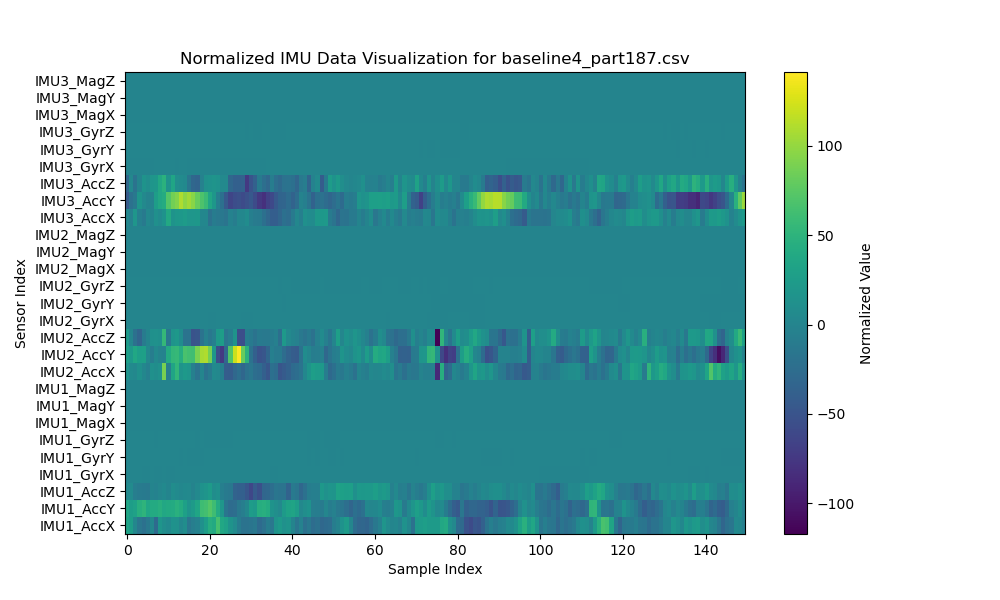 Normalized IMU Data Visualization for baseline4_part187.csv
IMU3_MagZ
IMU3_MagY
IMU3_MagX
IMU3_GyrZ
IMU3_GyrY
IMU3_GyrX
IMU3_AccZ
IMU3_AccY
IMU3_AccX
IMU2_MagZ
IMU2_MagY
IMU2_MagX
IMU2_GyrZ
IMU2_GyrY
IMU2_GyrX
IMU2_AccZ
IMU2_AccY
IMU2_AccX
IMU1_MagZ
IMU1_MagY
IMU1_MagX
IMU1_GyrZ
IMU1_GyrY
IMU1_GyrX
IMU1_AccZ
IMU1_AccY
IMU1_AccX
Sensor Index
0 20 40 60 80 100 120 140
Sample Index
100
50
0
−50
−100
Normalized Value